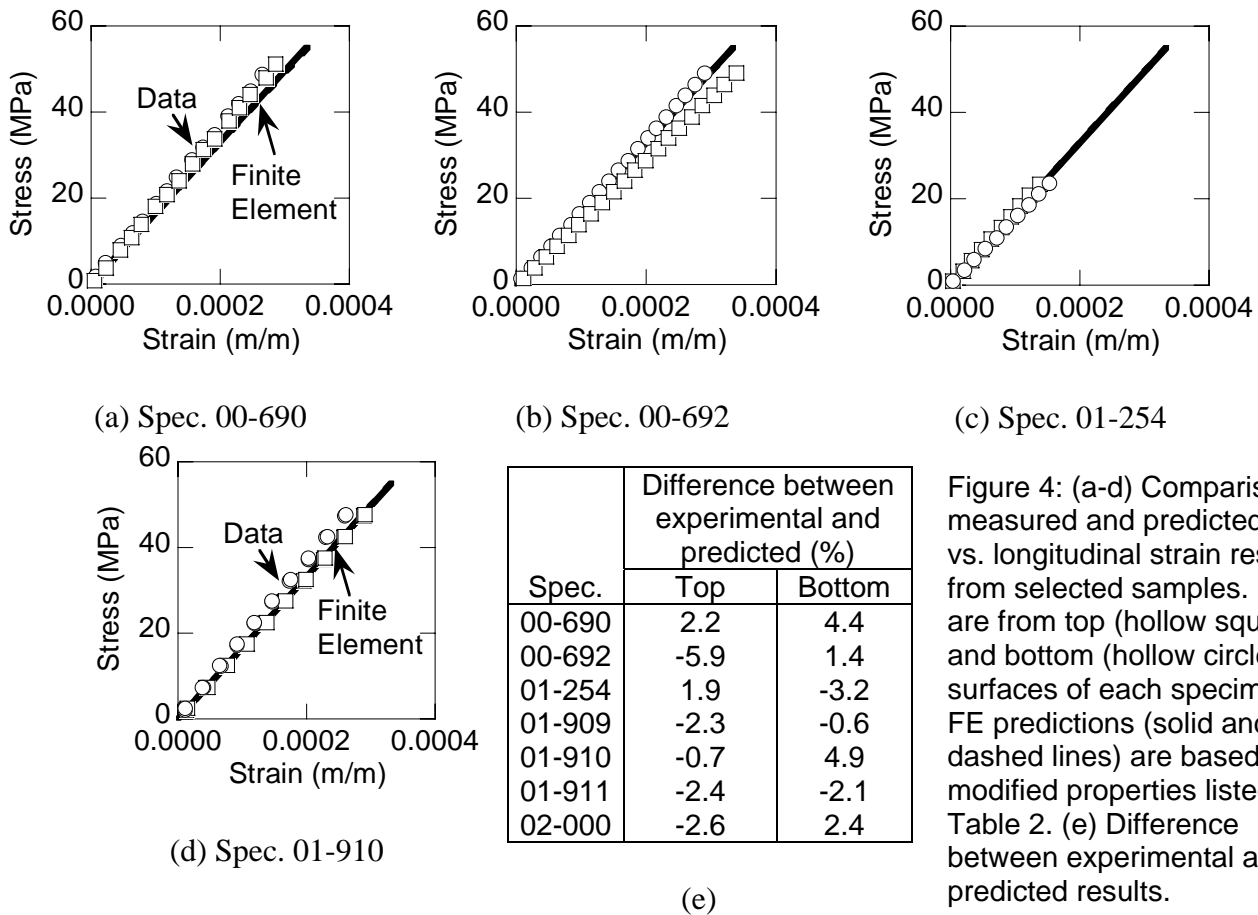 60
40
20
0
Stress (MPa)
Data
Finite
Element
0.0000 0.0002 0.0004
Strain (m/m)
(a) Spec. 00-690
60
40
20
0
Stress (MPa)
0.0000 0.0002 0.0004
Strain (m/m)
(b) Spec. 00-692
60
40
20
0
Stress (MPa)
0.0000 0.0002 0.0004
Strain (m/m)
(c) Spec. 01-254
60
40
20
0
Stress (MPa)
Data
Finite
Element
0.0000 0.0002 0.0004
Strain (m/m)
(d) Spec. 01-910
Difference between
experimental and
predicted (%)
Spec. Top Bottom
00-690 2.2 4.4
00-692 -5.9 1.4
01-254 1.9 -3.2
01-909 -2.3 -0.6
01-910 -0.7 4.9
01-911 -2.4 -2.1
02-000 -2.6 2.4
(e)
Figure 4: (a-d) Comparis
measured and predicted
vs. longitudinal strain res
from selected samples.
are from top (hollow squ
and bottom (hollow circle
surfaces of each specim
FE predictions (solid and
dashed lines) are based
modified properties liste
Table 2. (e) Difference
between experimental a
predicted results.